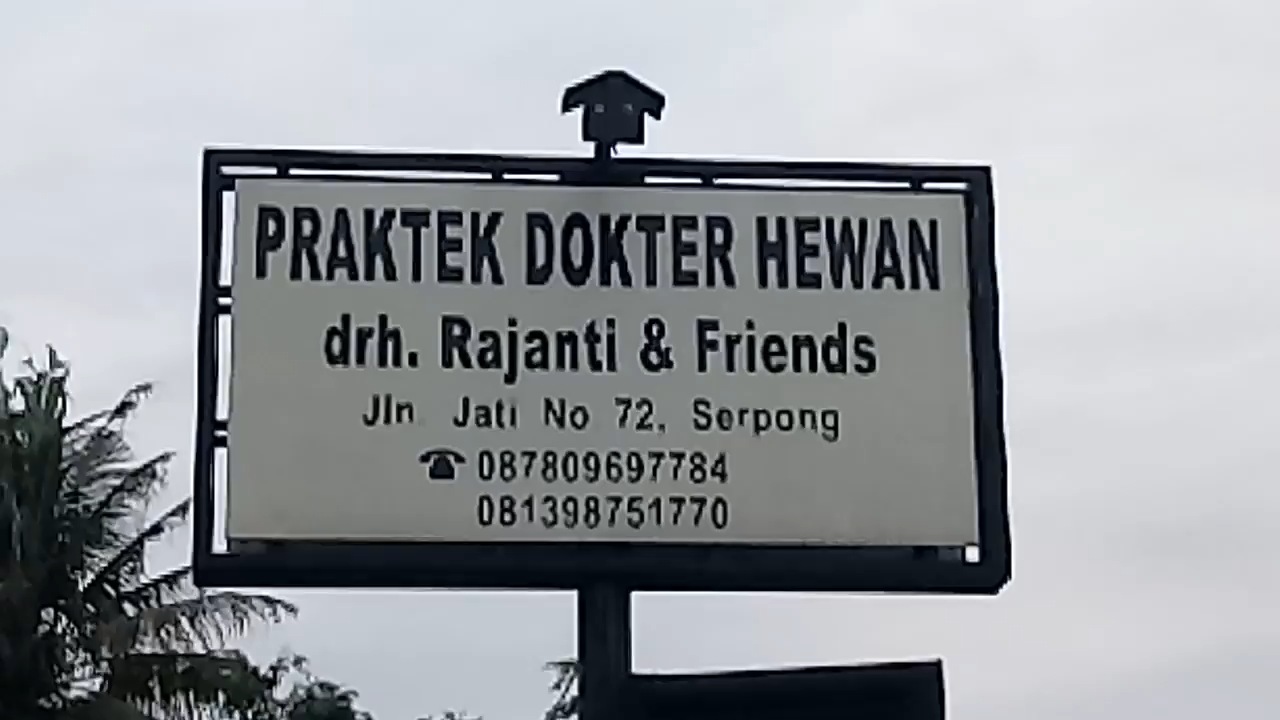 PRAKTEK DOKTER HEWAN
drh. Rajanti & Friends
Jln Jati No 72, Serpong
☎ 087809697784
081398751770